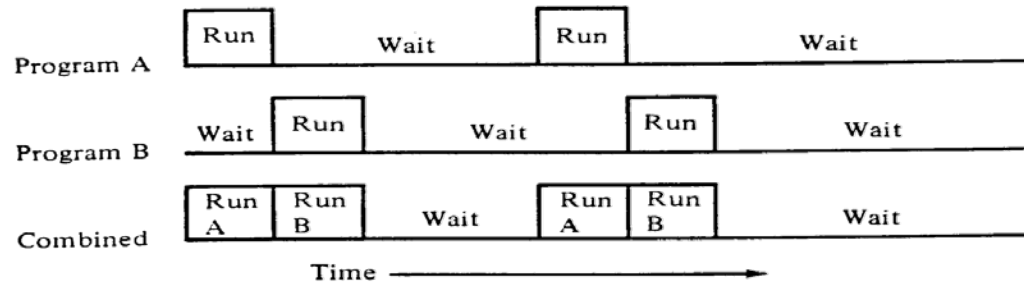 Run Wait Run Wait
Program A
Wait Run Wait Run Wait
Program B
Run Run Wait Run Run Wait
A B A B
Combined
Time